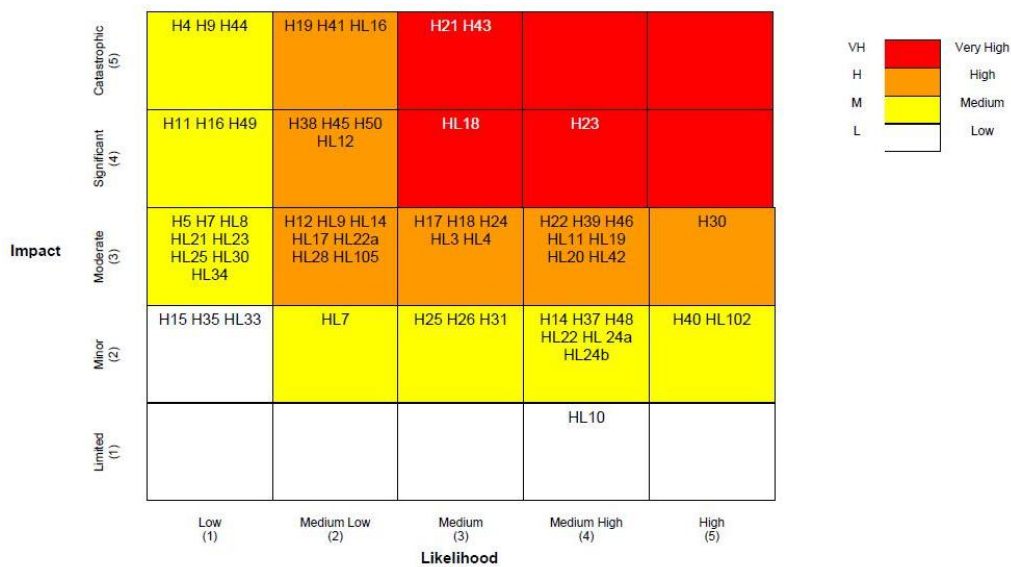 Impact
Catastrophic
(5)
H4 H9 H44
H19 H41 HL16
H21 H43
Significant
(4)
H11 H16 H49
H38 H45 H50
HL12
HL18
H23
Moderate
(3)
H5 H7 HL8
HL21 HL23
HL25 HL30
HL34
H12 HL9 HL14
HL17 HL22a
HL28 HL105
H17 H18 H24
HL3 HL4
H22 H39 H46
HL11 HL19
HL20 HL42
H30
Minor
(2)
H15 H35 HL33
HL7
H25 H26 H31
H14 H37 H48
HL22 HL 24a
HL24b
H40 HL102
Limited
(1)
HL10
Low
(1)
Medium Low
(2)
Medium
(3)
Medium High
(4)
High
(5)
Likelihood
VH Very High
H High
M Medium
L Low